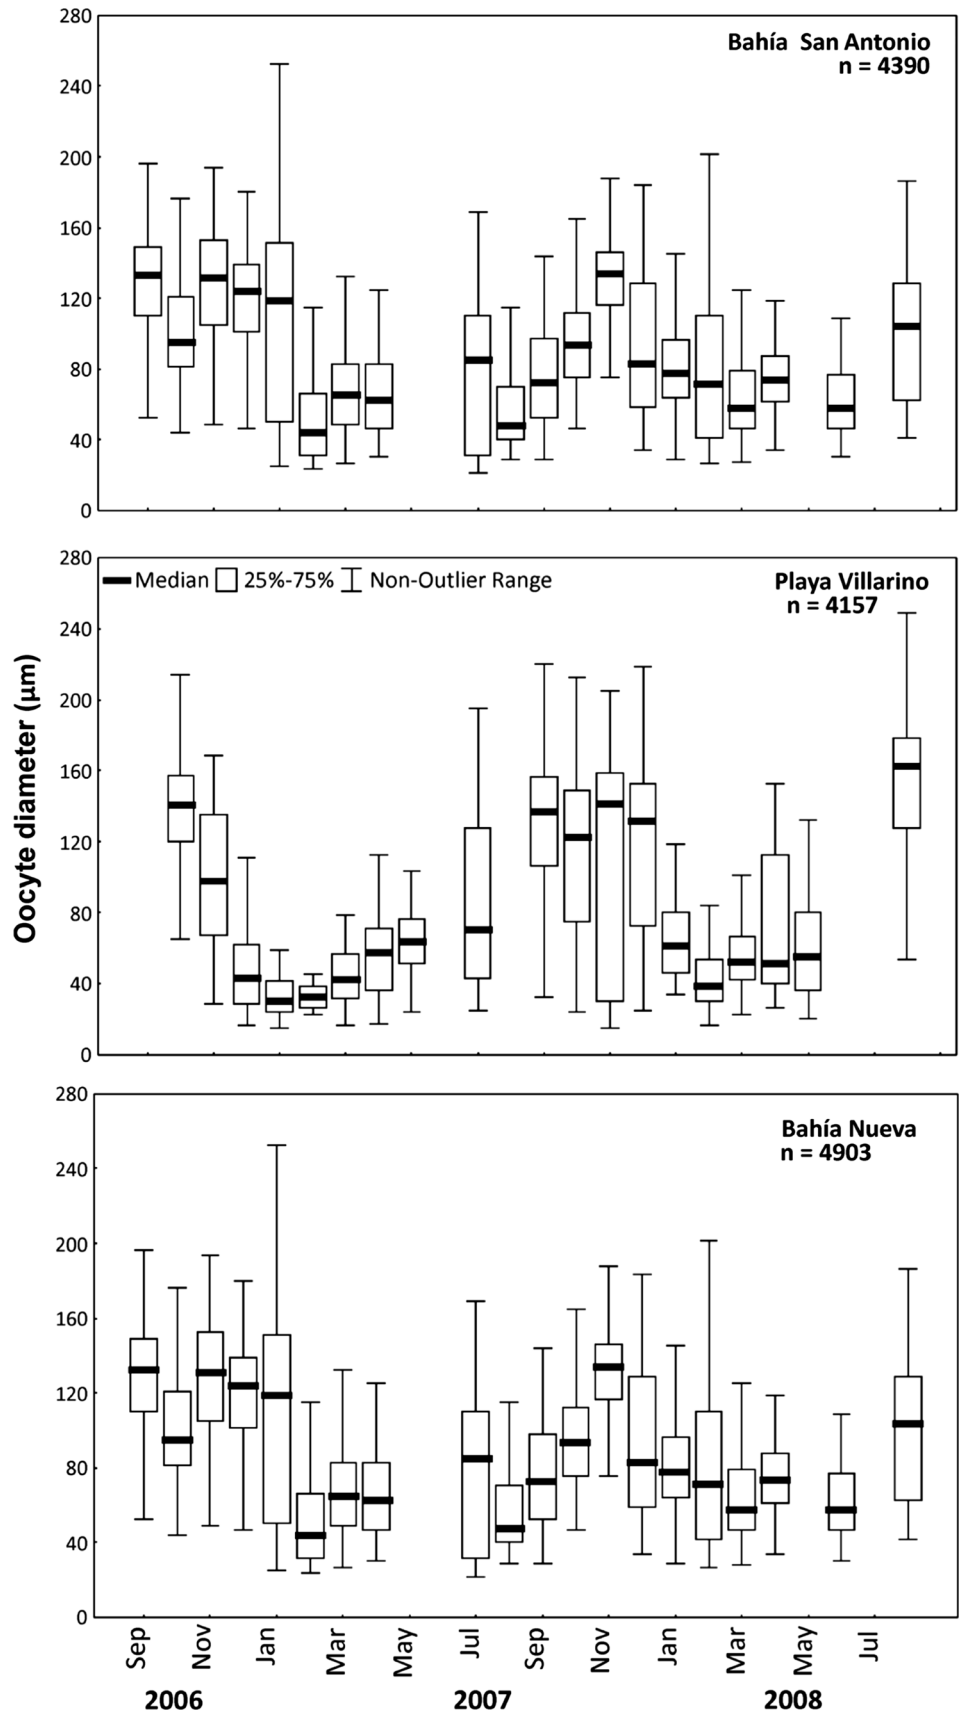 280
240
200
160
120
80
40
0
Bahía San Antonio
n = 4390
Oocyte diameter (µm)
280
240
200
160
120
80
40
0
Median 25%-75% Non-Outlier Range
Playa Villarino
n = 4157
280
240
200
160
120
80
40
0
Bahía Nueva
n = 4903
Sep Nov Jan Mar May Jul Sep Nov Jan Mar May Jul
2006 2007 2008